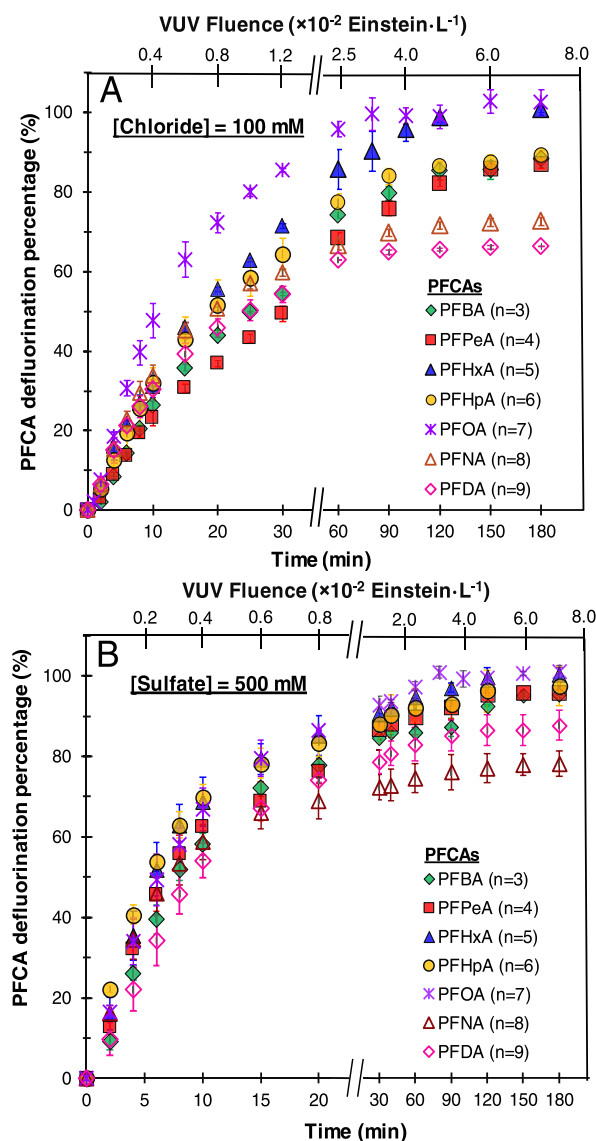 VUV Fluence (×10-2 Einstein·L-1)
0.4 0.8 1.2 2.5 4.0 6.0 8.0
A
[Chloride] = 100 mM
PFCA defluorination percentage (%)
100
80
60
40
20
0
PFCAs
PFBA (n=3)
PFPeA (n=4)
PFHxA (n=5)
PFHpA (n=6)
PFOA (n=7)
PFNA (n=8)
PFDA (n=9)
0 10 20 30 60 90 120 150 180
Time (min)
VUV Fluence (×10-2 Einstein·L-1)
0.2 0.4 0.6 0.8 2.0 4.0 6.0 8.0
B
[Sulfate] = 500 mM
PFCA defluorination percentage (%)
100
80
60
40
20
0
PFCAs
PFBA (n=3)
PFPeA (n=4)
PFHxA (n=5)
PFHpA (n=6)
PFOA (n=7)
PFNA (n=8)
PFDA (n=9)
0 5 10 15 20 30 60 90 120 150 180
Time (min)